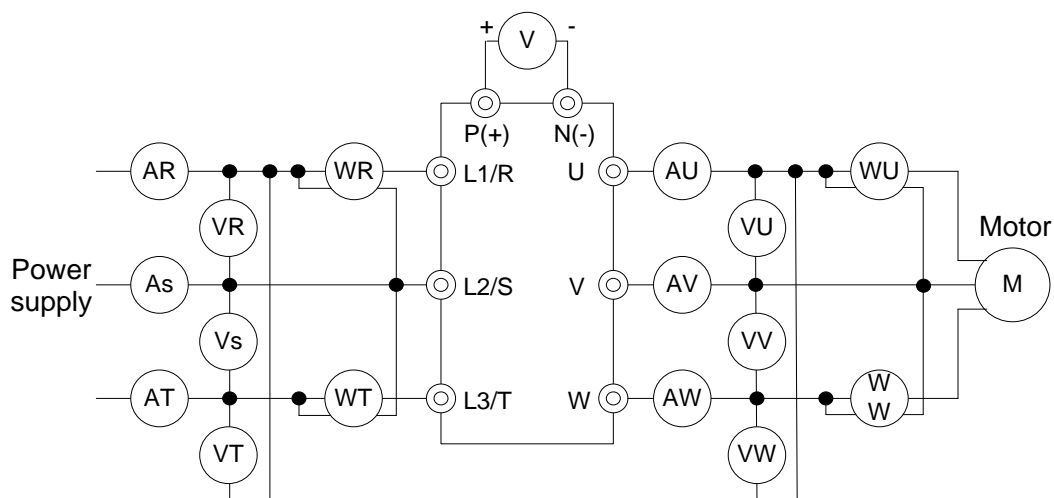 + V -
P(+) N(-)
AR WR L1/R U AU WU
VR VU Motor
Power
supply
As L2/S V AV M
Vs VV
AT WT L3/T W AW W
W
VT VW